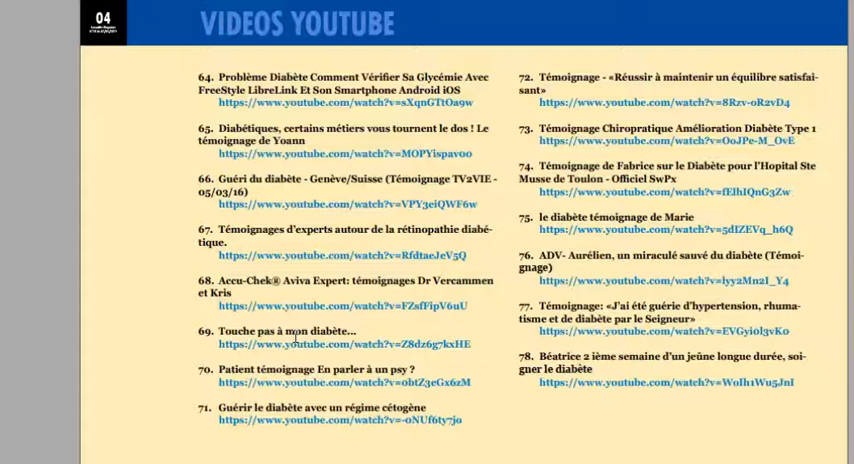 04
VIDEOS YOUTUBE
64. Problème Diabète Comment Vérifier Sa Glycémie Avec
FreeStyle LibreLink Et Son Smartphone Android iOS
https://www.youtube.com/watch?v=sXqnGTtOa9w
65. Diabétiques, certains métiers vous tournent le dos ! Le
témoignage de Yoann
https://www.youtube.com/watch?v=MOPYispav00
66. Guéri du diabète - Genève/Suisse (Témoignage TV2VIE -
05/03/16)
https://www.youtube.com/watch?v=VPY3eiQWF6w
67. Témoignages d'experts autour de la rétinopathie diabé-
tique.
https://www.youtube.com/watch?v=RfdtaeJeV5Q
68. Accu-Chek® Aviva Expert: témoignages Dr Vercammen
et Kris
https://www.youtube.com/watch?v=FZsfFipV6uU
69. Touche pas à mon diabète...
https://www.youtube.com/watch?v=Z8dz6g7kxHE
70. Patient témoignage En parler à un psy ?
https://www.youtube.com/watch?v=0btZ3eGx6zM
71. Guérir le diabète avec un régime cétogène
https://www.youtube.com/watch?v=-0NUf6ty7jo
72. Témoignage - «Réussir à maintenir un équilibre satisfai-
sant»
https://www.youtube.com/watch?v=8Rzv-0R2vD4
73. Témoignage Chiropratique Amélioration Diabète Type 1
https://www.youtube.com/watch?v=OoJPe-M_OvE
74. Témoignage de Fabrice sur le Diabète pour l'Hopital Ste
Musse de Toulon - Officiel SwPx
https://www.youtube.com/watch?v=fElhIQnG3Zw
75. le diabète témoignage de Marie
https://www.youtube.com/watch?v=5dIZEVq_h6Q
76. ADV- Aurélien, un miraculé sauvé du diabète (Témoi-
gnage)
https://www.youtube.com/watch?v=lyy2Mn2I_Y4
77. Témoignage: «J'ai été guérie d'hypertension, rhuma-
tisme et de diabète par le Seigneur»
https://www.youtube.com/watch?v=EVGyi0l3vK0
78. Béatrice 2 ième semaine d'un jeûne longue durée, soi-
gner le diabète
https://www.youtube.com/watch?v=WoIh1Wu5JnI